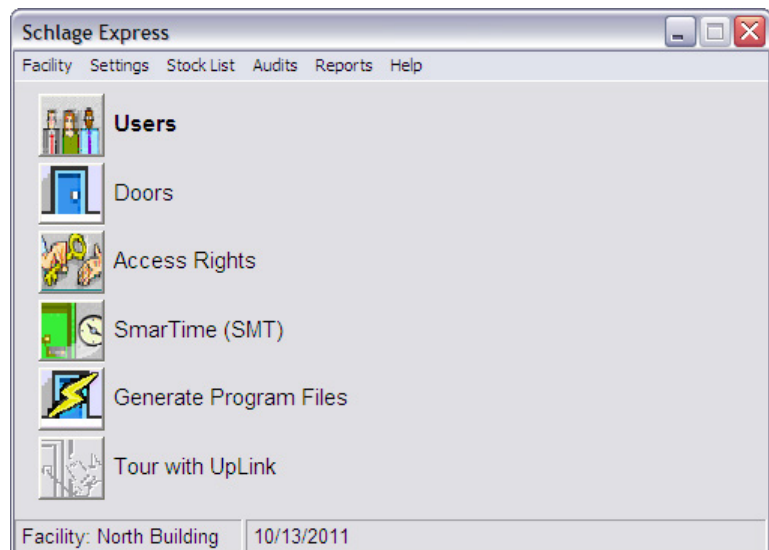 Schlage Express
Facility Settings Stock List Audits Reports Help
Users
Doors
Access Rights
SmarTime (SMT)
Generate Program Files
Tour with UpLink
Facility: North Building 10/13/2011